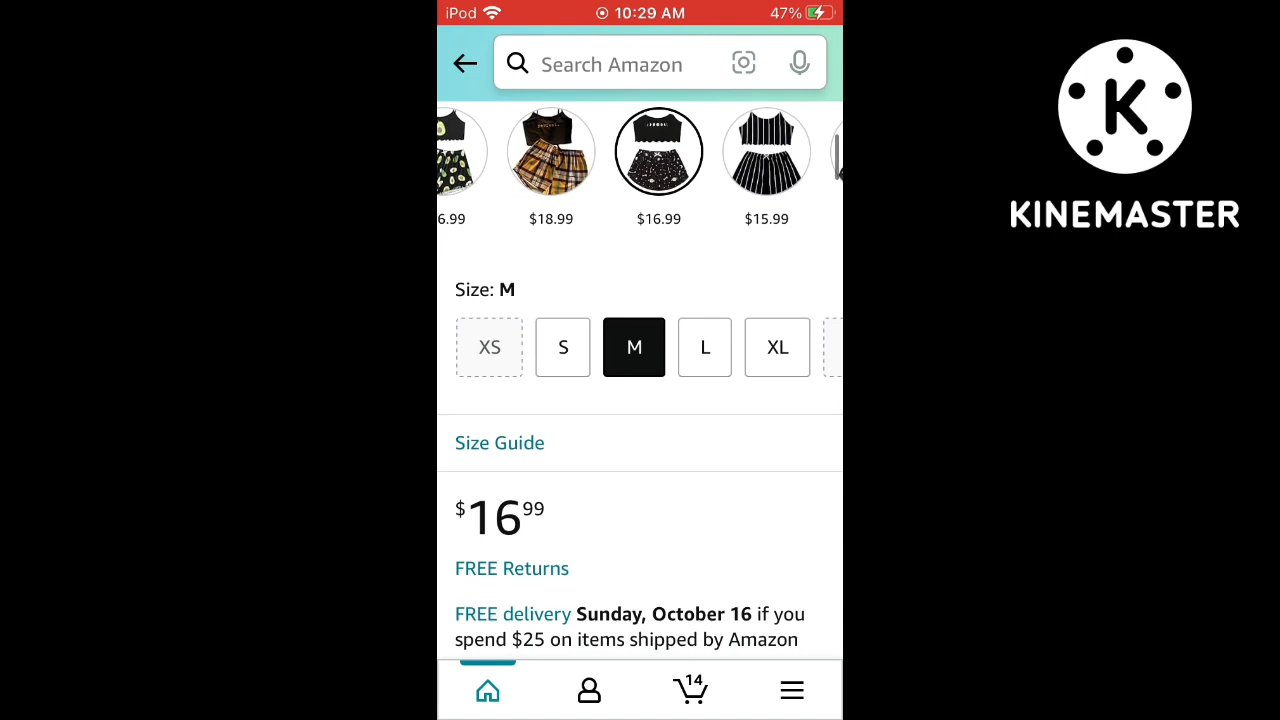 iPod 10:29 AM 47%
Search Amazon
K
KINEMASTER
6.99 $18.99 $16.99 $15.99
Size: M
XS S M L XL
Size Guide
$16 99
FREE Returns
FREE delivery Sunday, October 16 if you
spend $25 on items shipped by Amazon
14